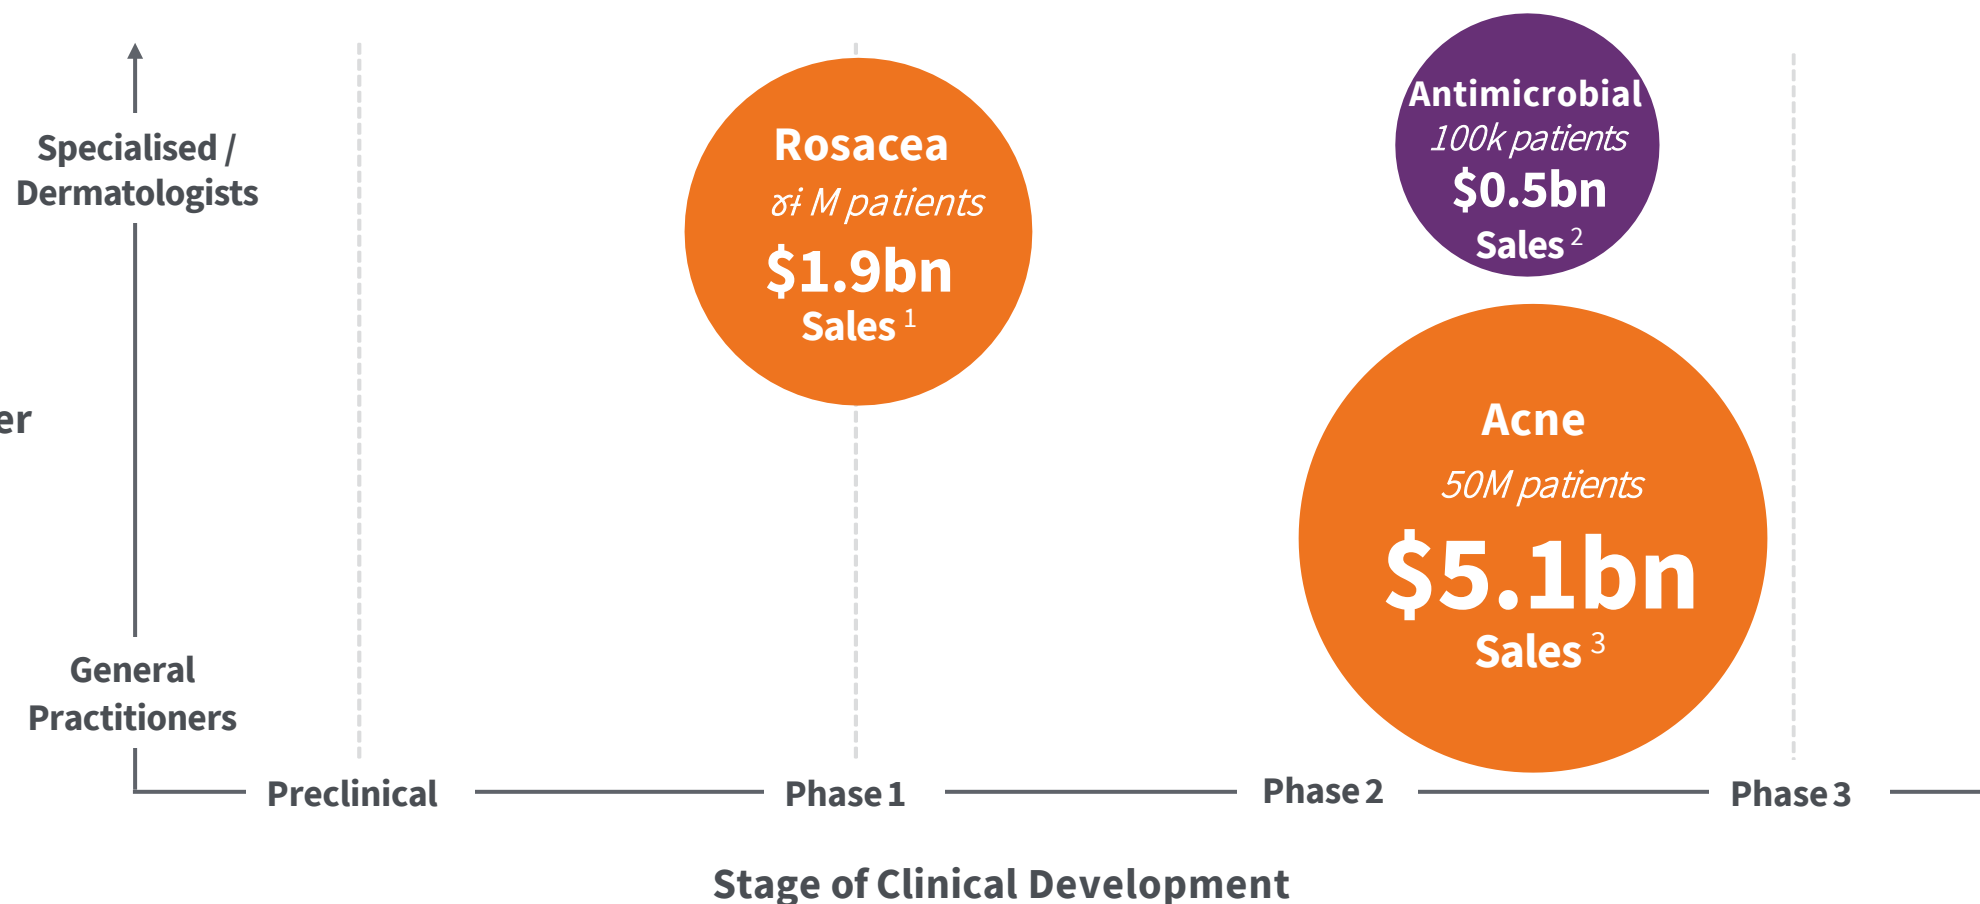 Specialised /
Dermatologists
er
General
Practitioners
Rosacea
M patients
$1.9bn
Sales 1
Antimicrobial
100k patients
$0.5bn
Sales 2
Acne
50M patients
$5.1bn
Sales 3
Preclinical
Phase 1
Phase 2
Phase 3
Stage of Clinical Development